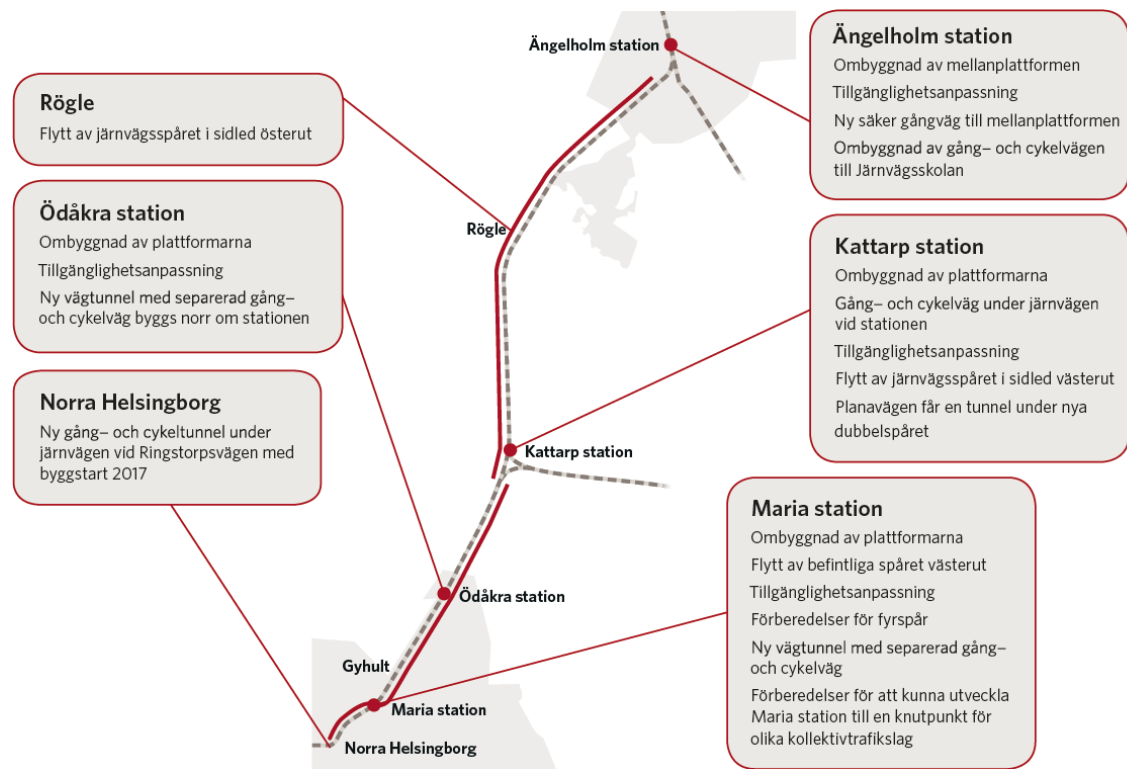 Rögle
Flytt av järnvägsspåret i sidled österut
Ödåkra station
Ombyggnad av plattformarna
Tillgänglighetsanpassning
Ny vägtunnel med separerad gång–
och cykelväg byggs norr om stationen
Norra Helsingborg
Ny gång– och cykeltunnel under
järnvägen vid Ringstorpsvägen med
byggstart 2017
Ängelholm station
Rögle
Kattarp station
Ödåkra station
Gyhult
Maria station
Norra Helsingborg
Ängelholm station
Ombyggnad av mellanplattformen
Tillgänglighetsanpassning
Ny säker gångväg till mellanplattformen
Ombyggnad av gång– och cykelvägen
till Järnvägsskolan
Kattarp station
Ombyggnad av plattformarna
Gång– och cykelväg under järnvägen
vid stationen
Tillgänglighetsanpassning
Flytt av järnvägsspåret i sidled västerut
Planavägen får en tunnel under nya
dubbelspåret
Maria station
Ombyggnad av plattformarna
Flytt av befintliga spåret västerut
Tillgänglighetsanpassning
Förberedelser för fyrspår
Ny vägtunnel med separerad gång–
och cykelväg
Förberedelser för att kunna utveckla
Maria station till en knutpunkt för
olika kollektivtrafikslag